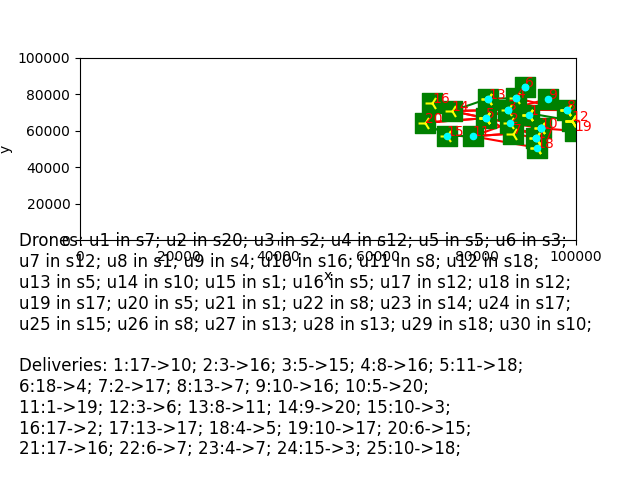 100000
80000
60000
40000
20000
0
y
0 20000 40000 60000 80000 100000
x
12
19
Drones: u1 in s7; u2 in s20; u3 in s2; u4 in s12; u5 in s5; u6 in s3;
u7 in s12; u8 in s1; u9 in s4; u10 in s16; u11 in s8; u12 in s18;
u13 in s5; u14 in s10; u15 in s1; u16 in s5; u17 in s12; u18 in s12;
u19 in s17; u20 in s5; u21 in s1; u22 in s8; u23 in s14; u24 in s17;
u25 in s15; u26 in s8; u27 in s13; u28 in s13; u29 in s18; u30 in s10;
Deliveries: 1:17->10; 2:3->16; 3:5->15; 4:8->16; 5:11->18;
6:18->4; 7:2->17; 8:13->7; 9:10->16; 10:5->20;
11:1->19; 12:3->6; 13:8->11; 14:9->20; 15:10->3;
16:17->2; 17:13->17; 18:4->5; 19:10->17; 20:6->15;
21:17->16; 22:6->7; 23:4->7; 24:15->3; 25:10->18;